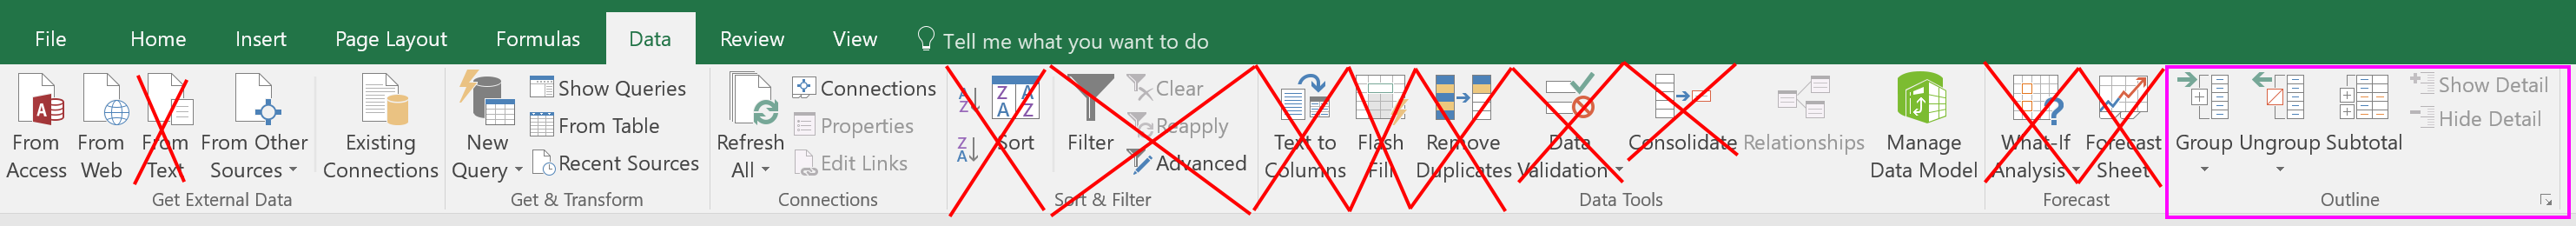 File Home Insert Page Layout Formulas Data Review View Tell me what you want to do
From Access
From Web
From Text
From Other Sources
Existing Connections
Get External Data
New Query
Show Queries
From Table
Recent Sources
Get & Transform
Refresh All
Connections
Properties
Edit Links
Connections
A Z
Z A
Z A A Z
Sort
Filter
Clear
Reapply
Advanced
Sort & Filter
Text to Columns
Flash Fill
Remove Duplicates
Data Validation
Consolidate
Relationships
Manage Data Model
Data Tools
What-If Analysis
Forecast Sheet
Forecast
Group
Ungroup
Subtotal
Show Detail
Hide Detail
Outline